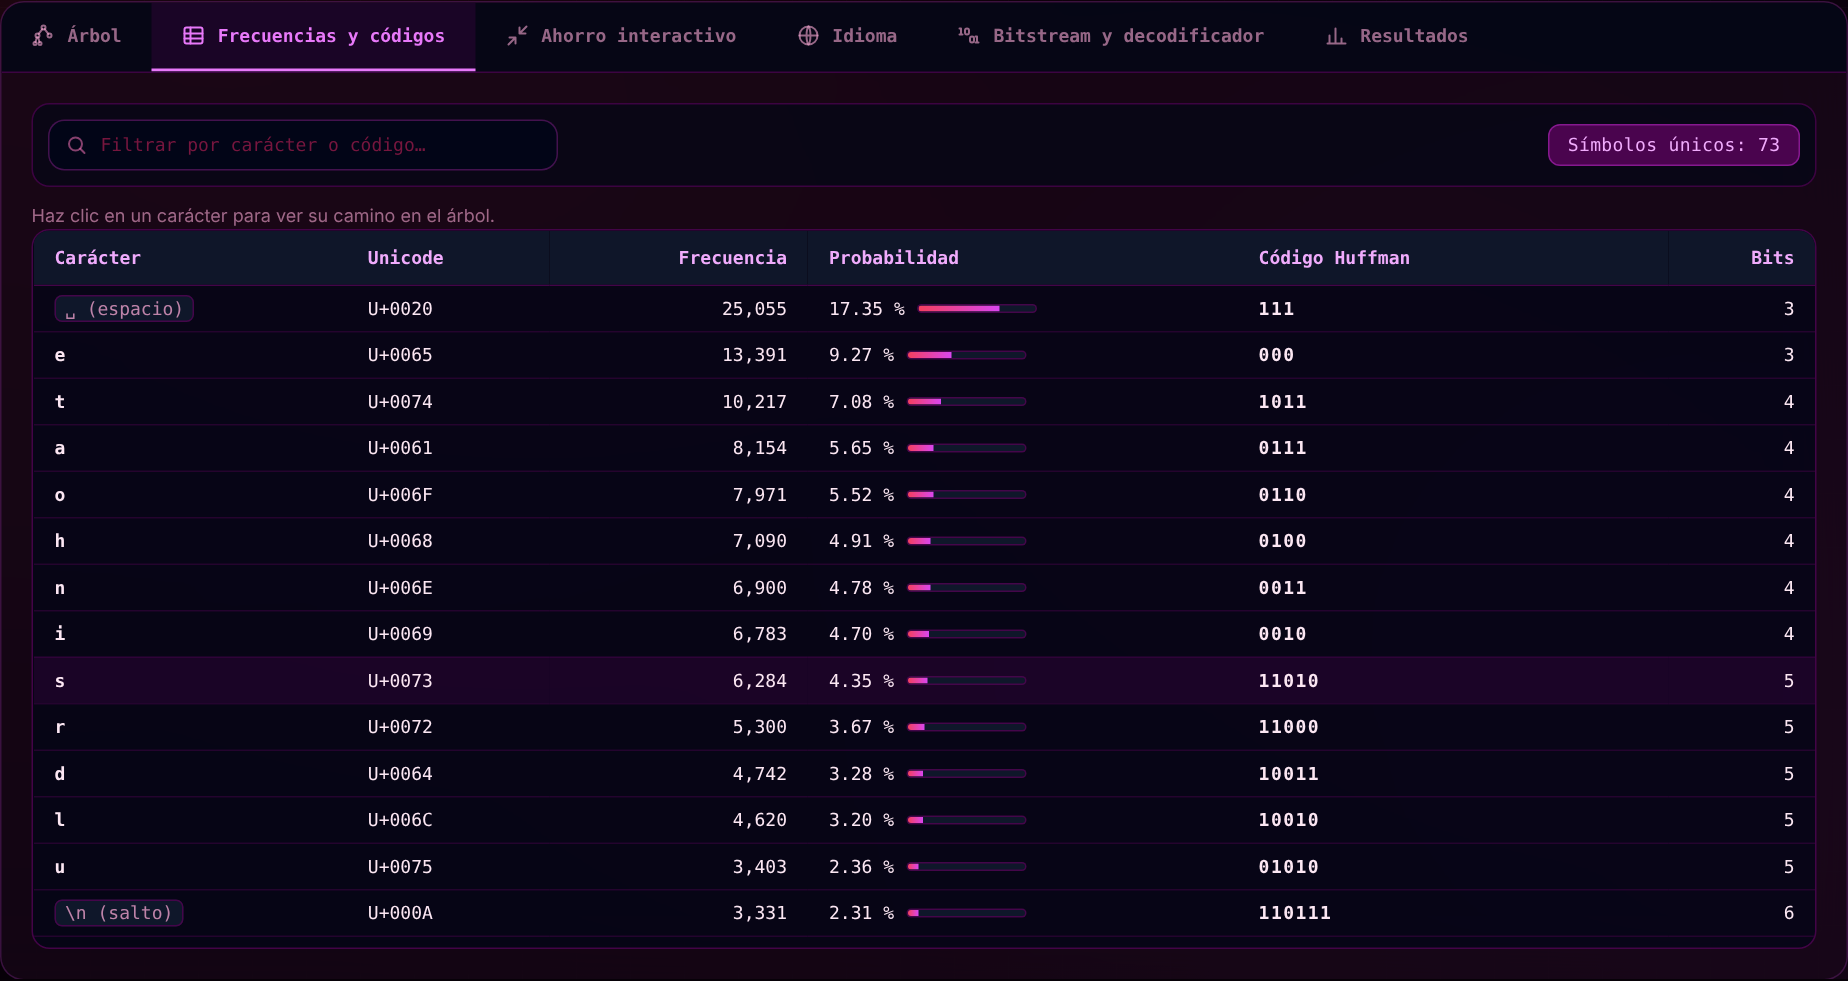 Árbol Frecuencias y códigos Ahorro interactivo Idioma Bitstream y decodificador Resultados
Filtrar por carácter o código… Símbolos únicos: 73
Haz clic en un carácter para ver su camino en el árbol.
Carácter Unicode Frecuencia Probabilidad Código Huffman Bits
␣ (espacio) U+0020 25,055 17.35 % 111 3
e U+0065 13,391 9.27 % 000 3
t U+0074 10,217 7.08 % 1011 4
a U+0061 8,154 5.65 % 0111 4
o U+006F 7,971 5.52 % 0110 4
h U+0068 7,090 4.91 % 0100 4
n U+006E 6,900 4.78 % 0011 4
i U+0069 6,783 4.70 % 0010 4
s U+0073 6,284 4.35 % 11010 5
r U+0072 5,300 3.67 % 11000 5
d U+0064 4,742 3.28 % 10011 5
l U+006C 4,620 3.20 % 10010 5
u U+0075 3,403 2.36 % 01010 5
\n (salto) U+000A 3,331 2.31 % 110111 6